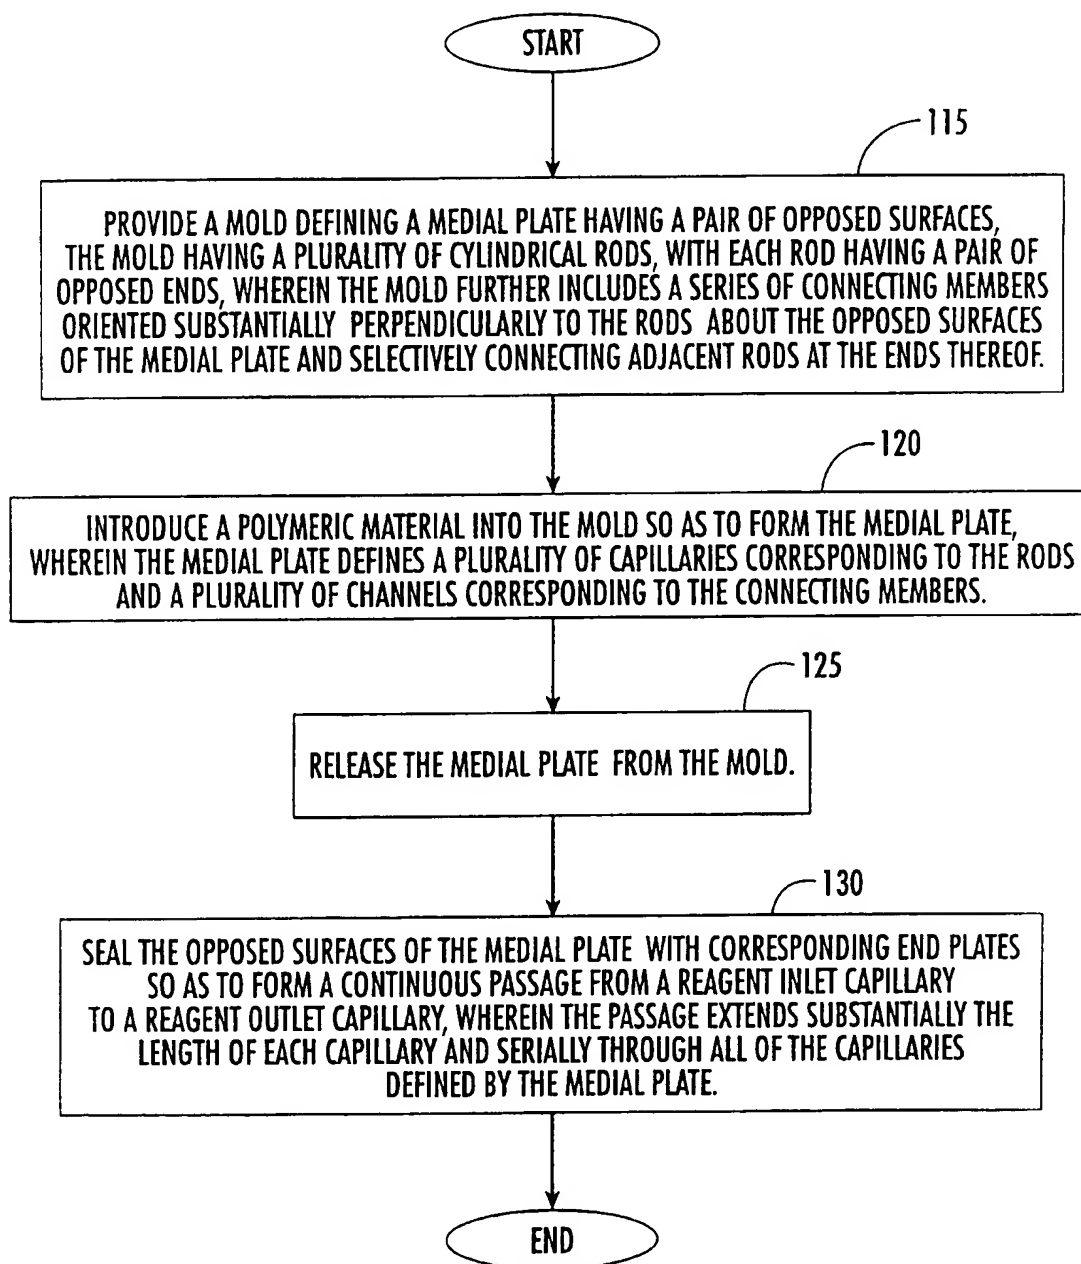 START
115
PROVIDE A MOLD DEFINING A MEDIAL PLATE HAVING A PAIR OF OPPOSED SURFACES,
THE MOLD HAVING A PLURALITY OF CYLINDRICAL RODS, WITH EACH ROD HAVING A PAIR OF
OPPOSED ENDS, WHEREIN THE MOLD FURTHER INCLUDES A SERIES OF CONNECTING MEMBERS
ORIENTED SUBSTANTIALLY PERPENDICULARLY TO THE RODS ABOUT THE OPPOSED SURFACES
OF THE MEDIAL PLATE AND SELECTIVELY CONNECTING ADJACENT RODS AT THE ENDS THEREOF.
120
INTRODUCE A POLYMERIC MATERIAL INTO THE MOLD SO AS TO FORM THE MEDIAL PLATE,
WHEREIN THE MEDIAL PLATE DEFINES A PLURALITY OF CAPILLARIES CORRESPONDING TO THE RODS
AND A PLURALITY OF CHANNELS CORRESPONDING TO THE CONNECTING MEMBERS.
125
RELEASE THE MEDIAL PLATE FROM THE MOLD.
130
SEAL THE OPPOSED SURFACES OF THE MEDIAL PLATE WITH CORRESPONDING END PLATES
SO AS TO FORM A CONTINUOUS PASSAGE FROM A REAGENT INLET CAPILLARY
TO A REAGENT OUTLET CAPILLARY, WHEREIN THE PASSAGE EXTENDS SUBSTANTIALLY THE
LENGTH OF EACH CAPILLARY AND SERIALLY THROUGH ALL OF THE CAPILLARIES
DEFINED BY THE MEDIAL PLATE.
END